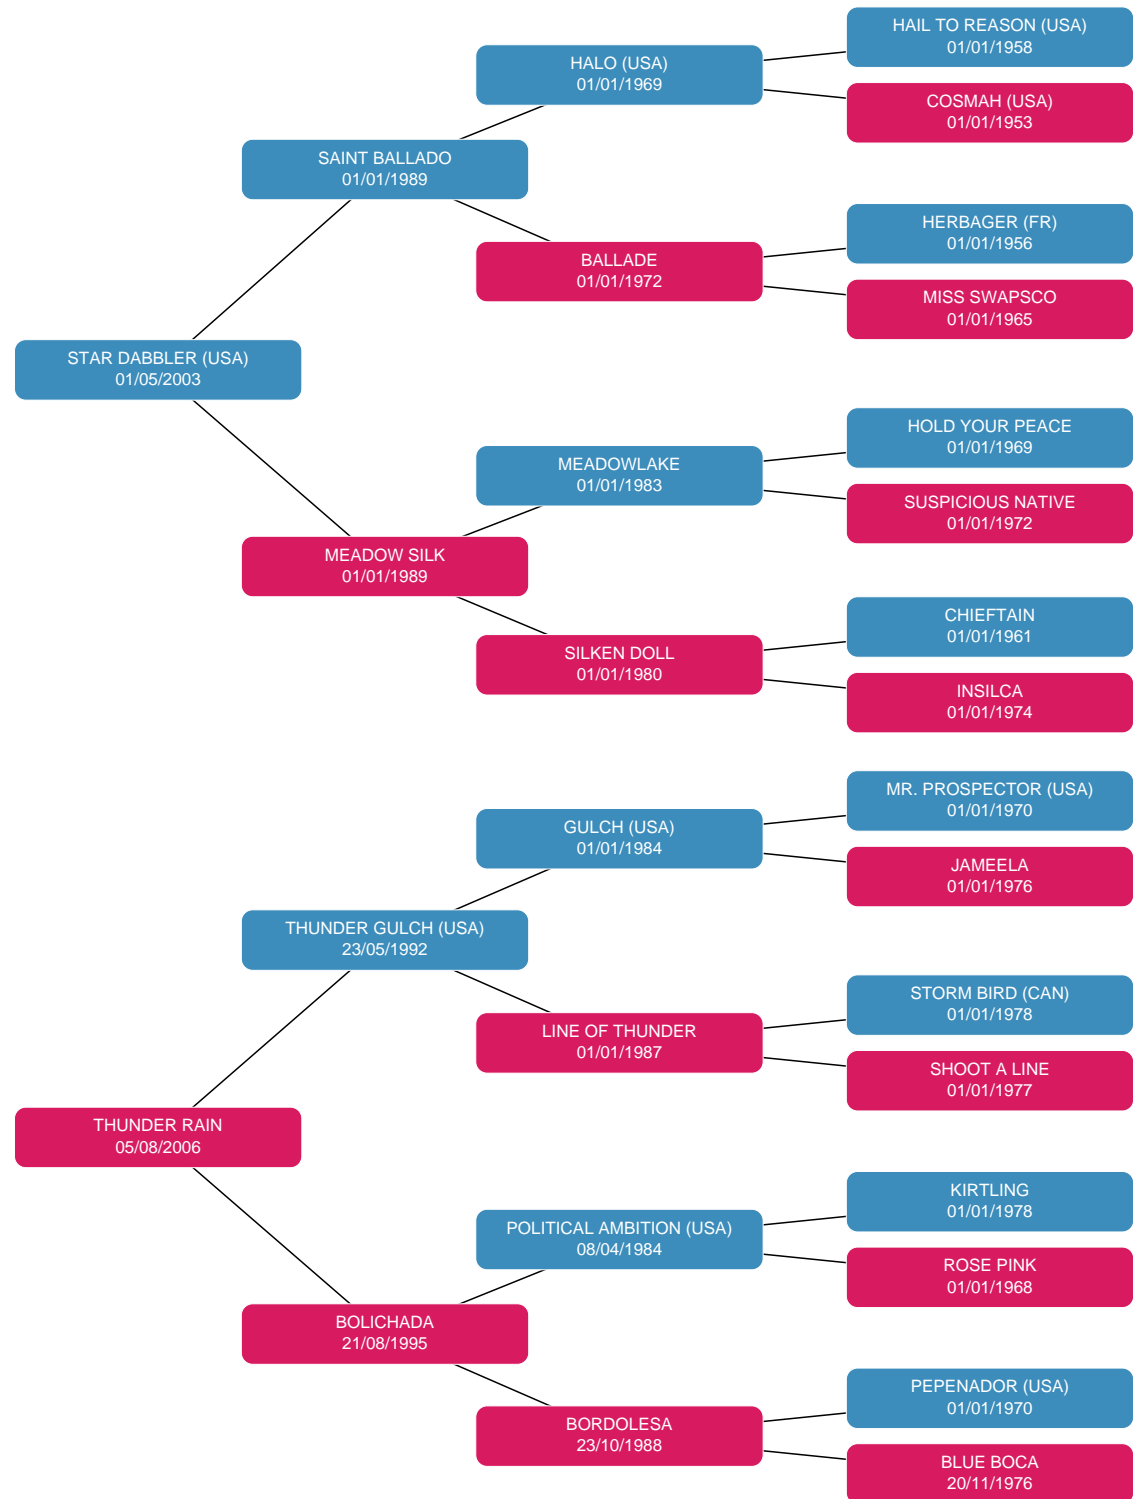 HAIL TO REASON (USA)
01/01/1958
HALO (USA)
01/01/1969
COSMAH (USA)
01/01/1953
SAINT BALLADO
01/01/1989
HERBAGER (FR)
01/01/1956
BALLADE
01/01/1972
MISS SWAPSCO
01/01/1965
STAR DABBLER (USA)
01/05/2003
HOLD YOUR PEACE
01/01/1969
MEADOWLAKE
01/01/1983
SUSPICIOUS NATIVE
01/01/1972
MEADOW SILK
01/01/1989
CHIEFTAIN
01/01/1961
SILKEN DOLL
01/01/1980
INSILCA
01/01/1974
MR. PROSPECTOR (USA)
01/01/1970
GULCH (USA)
01/01/1984
JAMEELA
01/01/1976
THUNDER GULCH (USA)
23/05/1992
STORM BIRD (CAN)
01/01/1978
LINE OF THUNDER
01/01/1987
SHOOT A LINE
01/01/1977
THUNDER RAIN
05/08/2006
KIRTLING
01/01/1978
POLITICAL AMBITION (USA)
08/04/1984
ROSE PINK
01/01/1968
BOLICHADA
21/08/1995
PEPENADOR (USA)
01/01/1970
BORDOLESA
23/10/1988
BLUE BOCA
20/11/1976